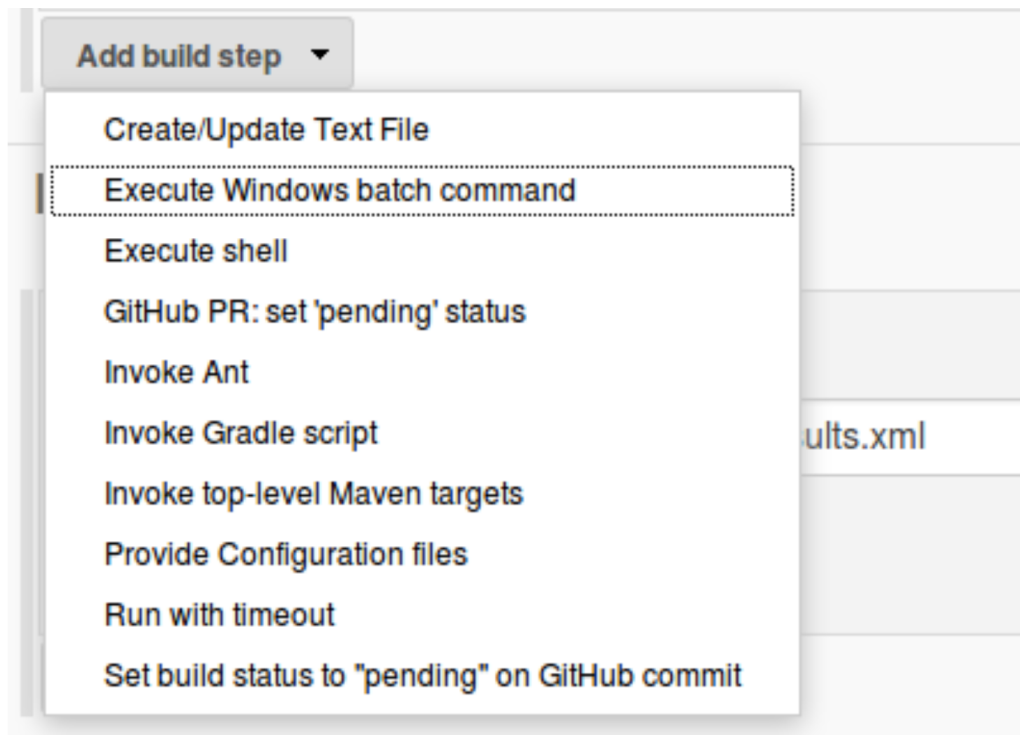 Add build step
Create/Update Text File
Execute Windows batch command
Execute shell
GitHub PR: set 'pending' status
Invoke Ant
Invoke Gradle script
ults.xml
Invoke top-level Maven targets
Provide Configuration files
Run with timeout
Set build status to "pending" on GitHub commit